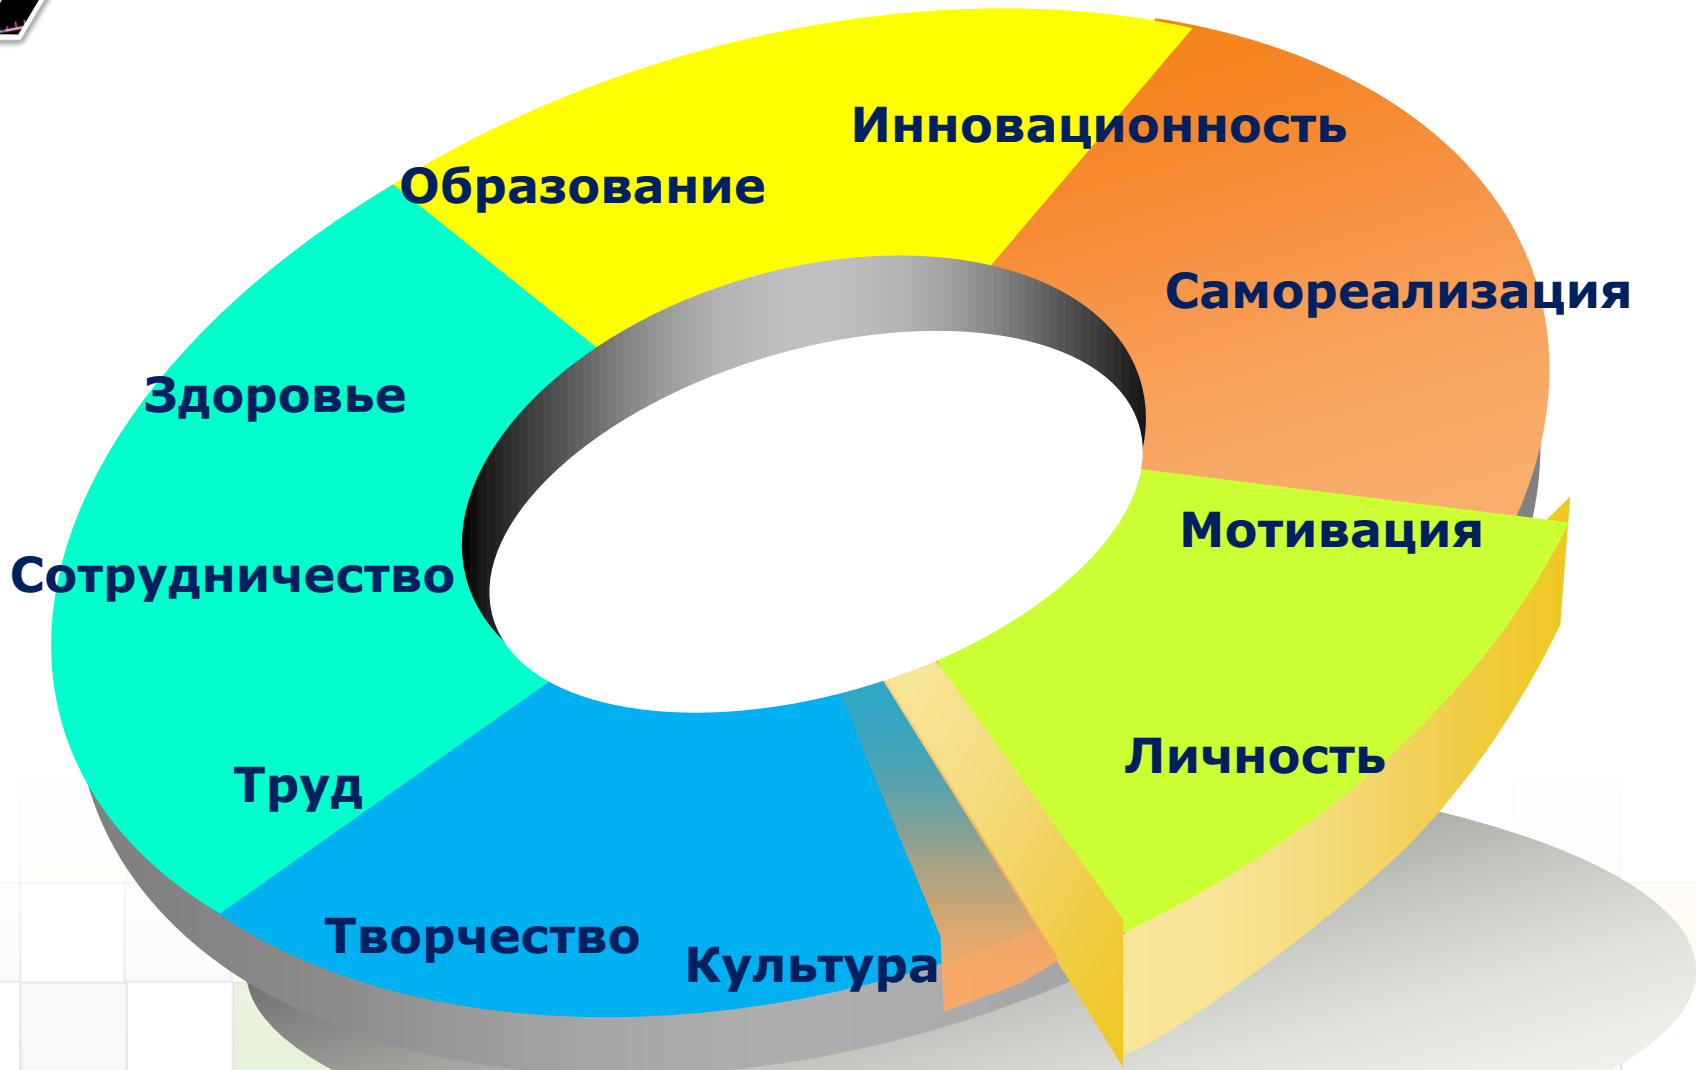 Инновационность
Образование
Самореализация
Здоровье
Мотивация
Сотрудничество
Личность
Труд
Творчество
Культура